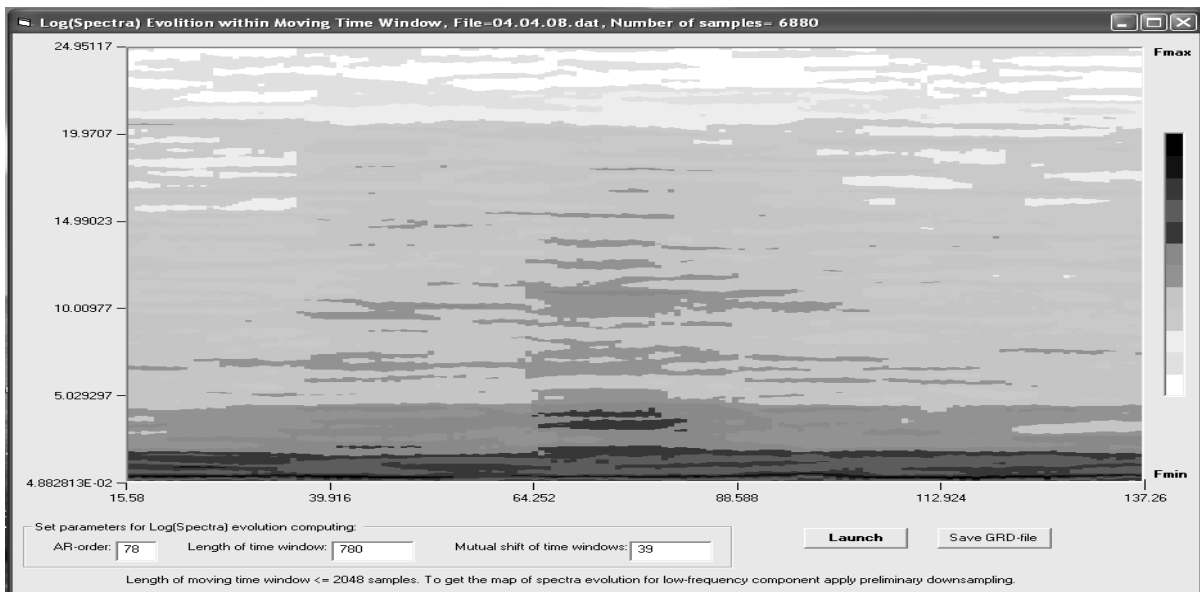 Log(Spectra) Evolition within Moving Time Window, File=04.04.08.dat, Number of samples= 6880
24.95117
Fmax
19.9707
14.99023
10.00977
5.029297
4.882813E-02
Fmin
15.58 39.916 64.252 88.588 112.924 137.26
Set parameters for Log(Spectra) evolution computing:
AR-order: 78 Length of time window: 780 Mutual shift of time windows: 39
Launch Save GRD-file
Length of moving time window <= 2048 samples. To get the map of spectra evolution for low-frequency component apply preliminary downsampling.